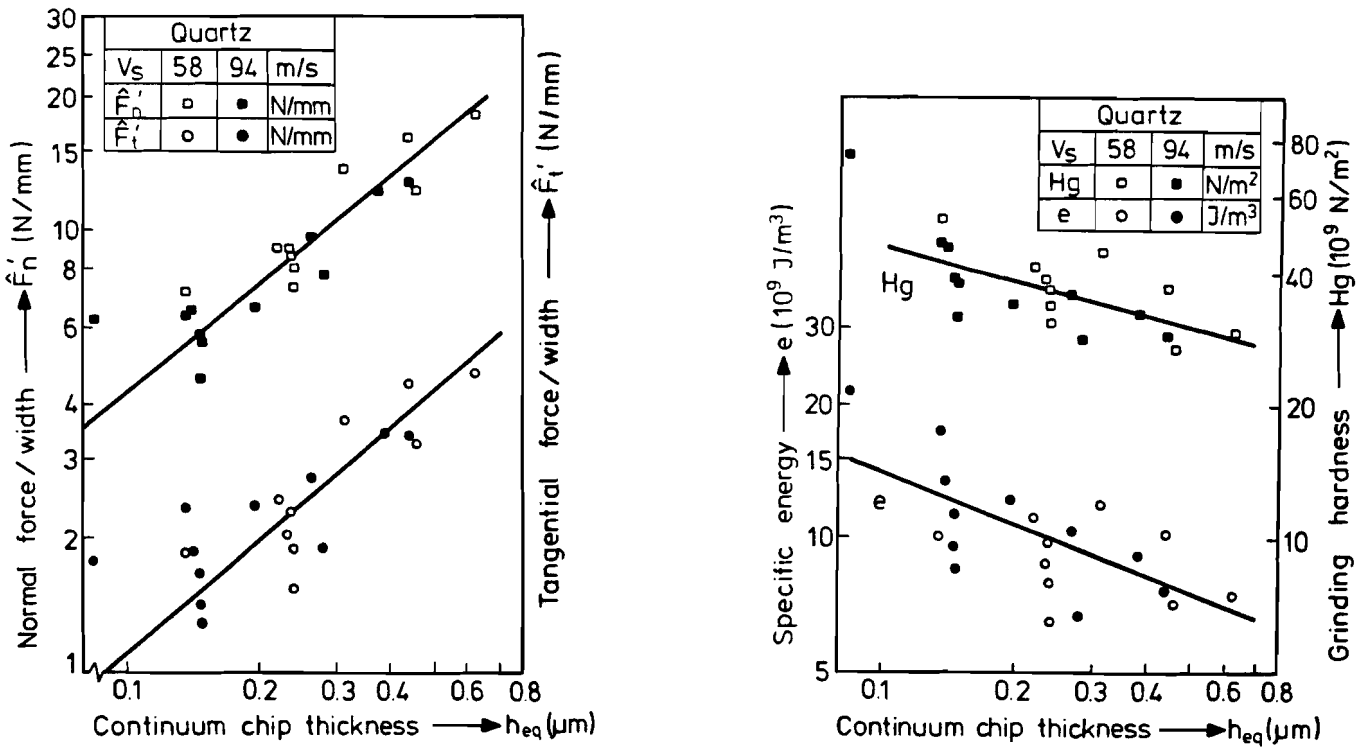 Quartz
Vs 58 94 m/s
F̂n' □ ■ N/mm
F̂t' ○ ● N/mm
30
25
20
15
10
8
6
4
3
2
1
Normal force/width → F̂n' (N/mm)
Tangential force/width → F̂t' (N/mm)
0.1 0.2 0.3 0.4 0.6 0.8
Continuum chip thickness → heq (µm)
Quartz
Vs 58 94 m/s
Hg □ ■ N/m²
e ○ ● J/m³
Hg
e
30
20
15
10
5
Specific energy → e (10⁹ J/m³)
80
60
40
20
10
Grinding hardness → Hg (10⁹ N/m²)
0.1 0.2 0.3 0.4 0.6 0.8
Continuum chip thickness → heq (µm)